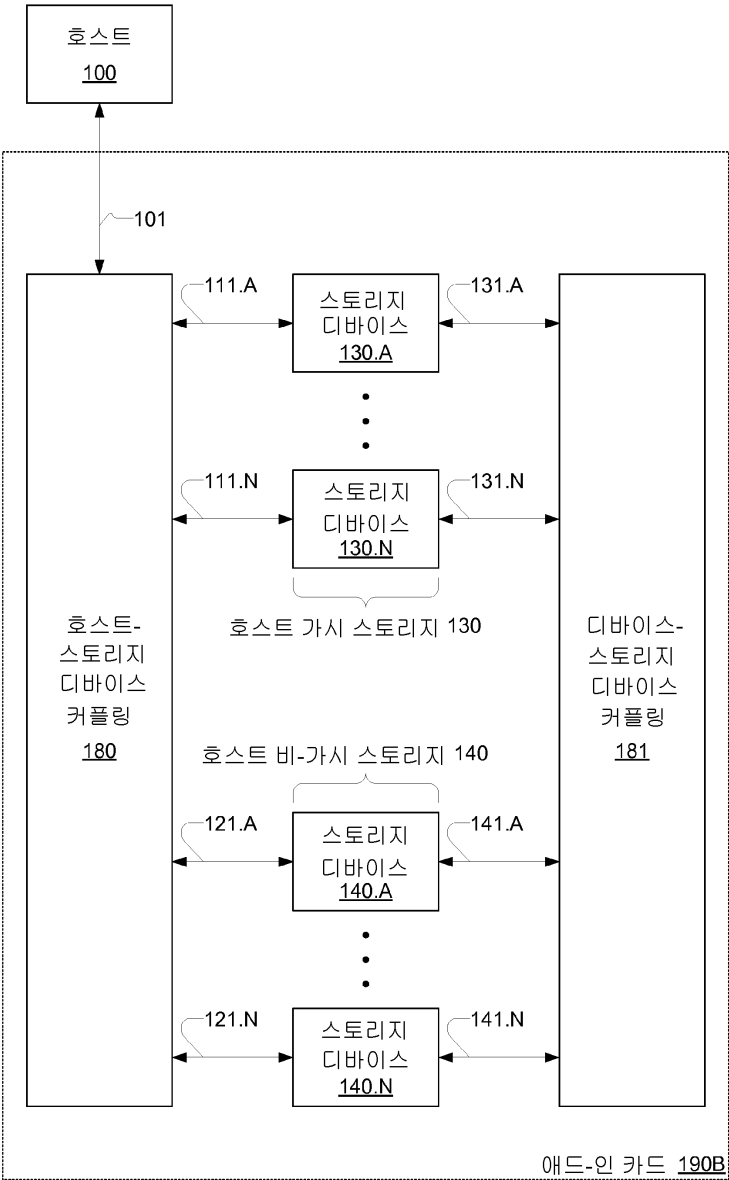 호스트
100
101
111.A
스토리지
디바이스
130.A
131.A
111.N
스토리지
디바이스
130.N
131.N
호스트 가시 스토리지 130
호스트-
스토리지
디바이스
커플링
180
디바이스-
스토리지
디바이스
커플링
181
호스트 비-가시 스토리지 140
121.A
스토리지
디바이스
140.A
141.A
121.N
스토리지
디바이스
140.N
141.N
애드-인 카드 190B